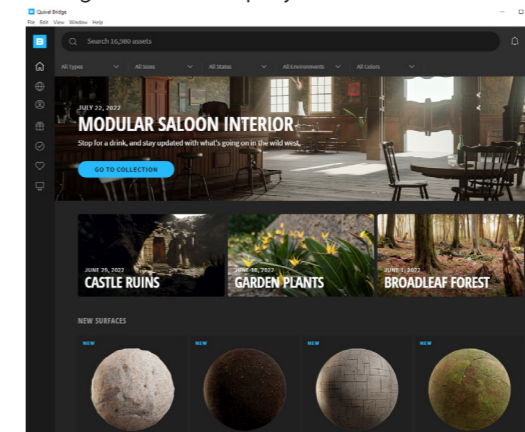 Quixel Bridge
File Edit View Window Help
Search 16,980 assets
All Types All Sizes All States All Environments All Colors
JULY 22, 2022
MODULAR SALOON INTERIOR
Stop for a drink, and stay updated with what's going on in the wild west.
GO TO COLLECTION
JUNE 29, 2022
CASTLE RUINS
GARDEN PLANTS
JUNE 1, 2022
BROADLEAF FOREST
NEW SURFACES
NEW NEW NEW NEW